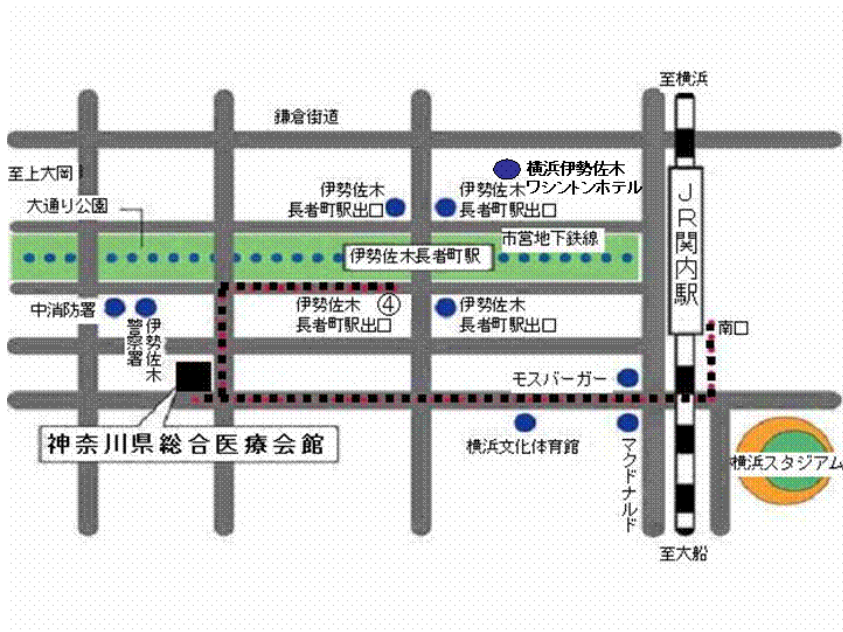 至横浜
鎌倉街道
横浜伊勢佐木
ワシントンホテル
至上大岡
伊勢佐木
長者町駅出口
伊勢佐木
長者町駅出口
大通り公園
市営地下鉄線
伊勢佐木長者町駅
JR関内駅
中消防署
伊勢佐木
警察署
伊勢佐木
長者町駅出口
④
伊勢佐木
長者町駅出口
南口
モスバーガー
神奈川県総合医療会館
横浜文化体育館
マクドナルド
横浜スタジアム
至大船